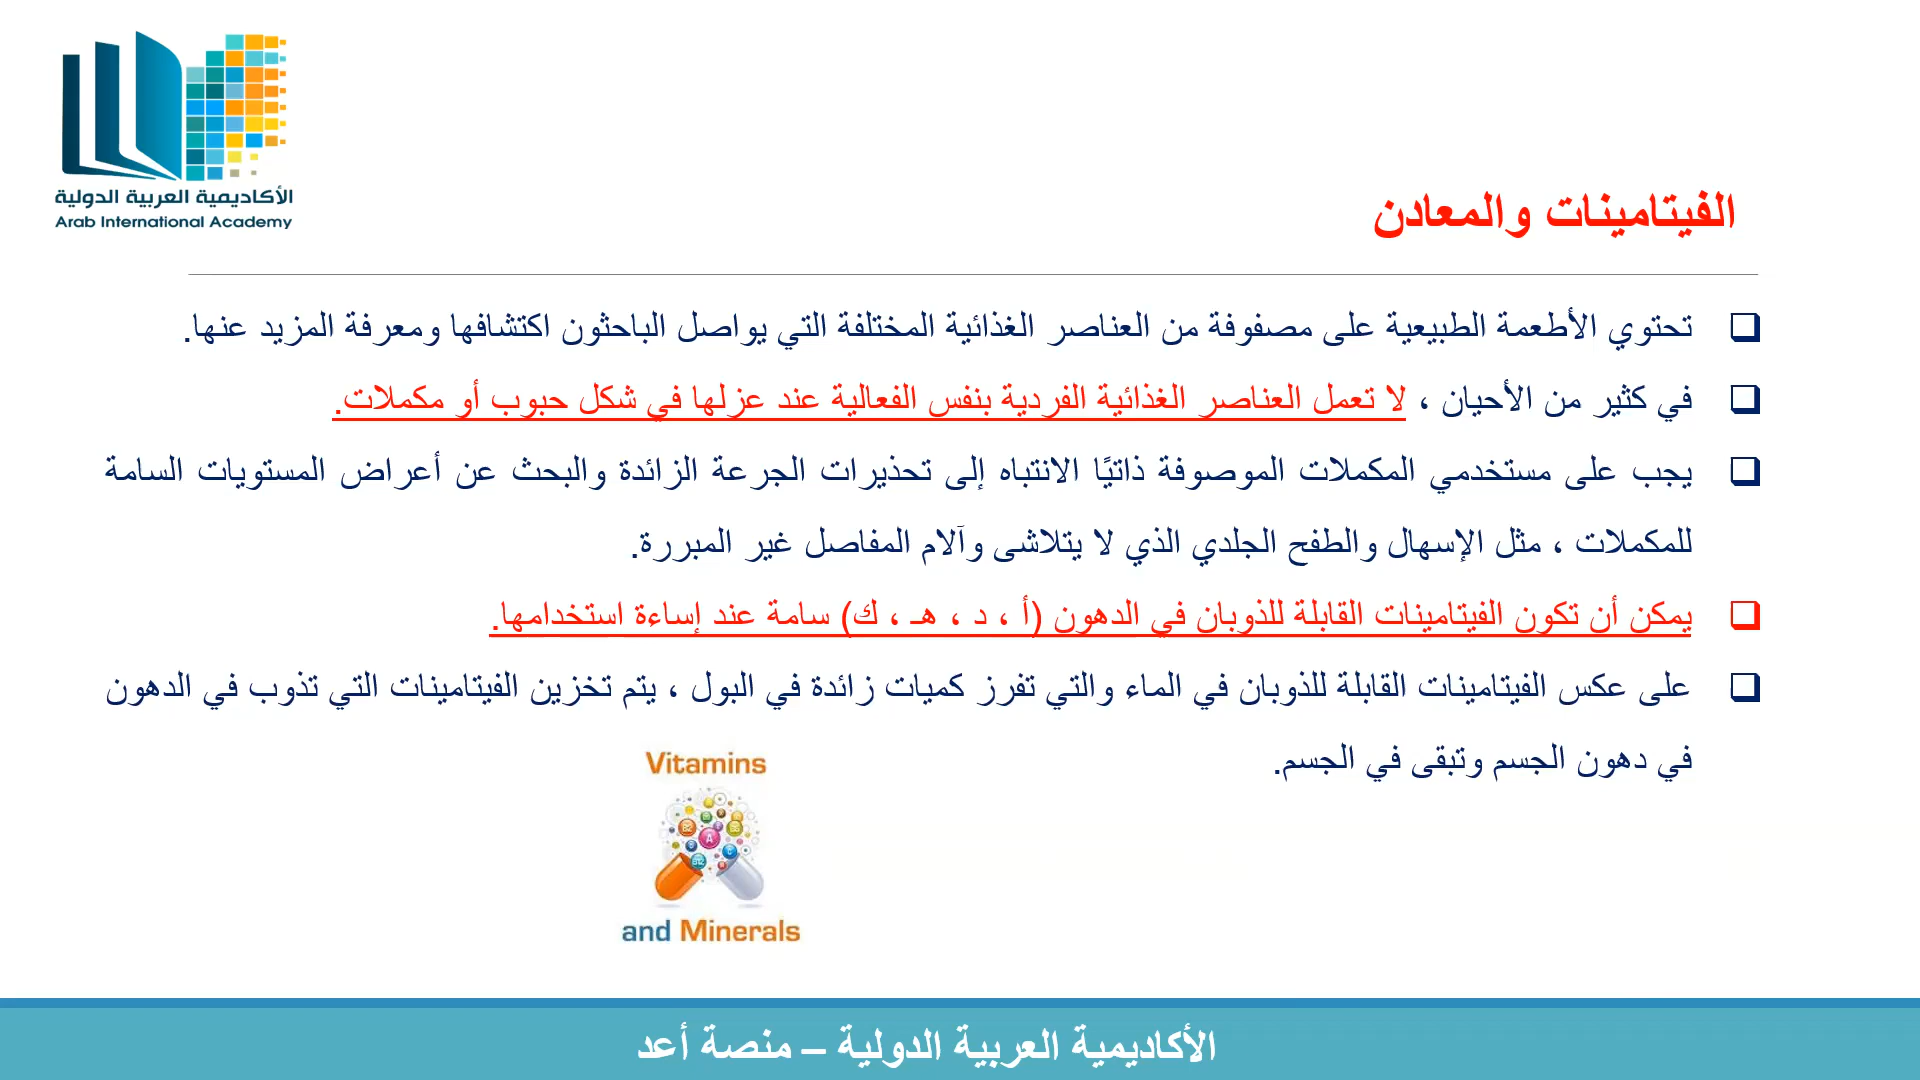 الأكاديمية العربية الدولية
Arab International Academy
الفيتامينات والمعادن
تحتوي الأطعمة الطبيعية على مصفوفة من العناصر الغذائية المختلفة التي يواصل الباحثون اكتشافها ومعرفة المزيد عنها.
في كثير من الأحيان ، لا تعمل العناصر الغذائية الفردية بنفس الفعالية عند عزلها في شكل حبوب أو مكملات.
يجب على مستخدمي المكملات الموصوفة ذاتيًا الانتباه إلى تحذيرات الجرعة الزائدة والبحث عن أعراض المستويات السامة
للمكملات ، مثل الإسهال والطفح الجلدي الذي لا يتلاشى وآلام المفاصل غير المبررة.
يمكن أن تكون الفيتامينات القابلة للذوبان في الدهون (أ ، د ، هـ ، ك) سامة عند إساءة استخدامها.
على عكس الفيتامينات القابلة للذوبان في الماء والتي تفرز كميات زائدة في البول ، يتم تخزين الفيتامينات التي تذوب في الدهون
في دهون الجسم وتبقى في الجسم.
Vitamins
and Minerals
الأكاديمية العربية الدولية – منصة أعد